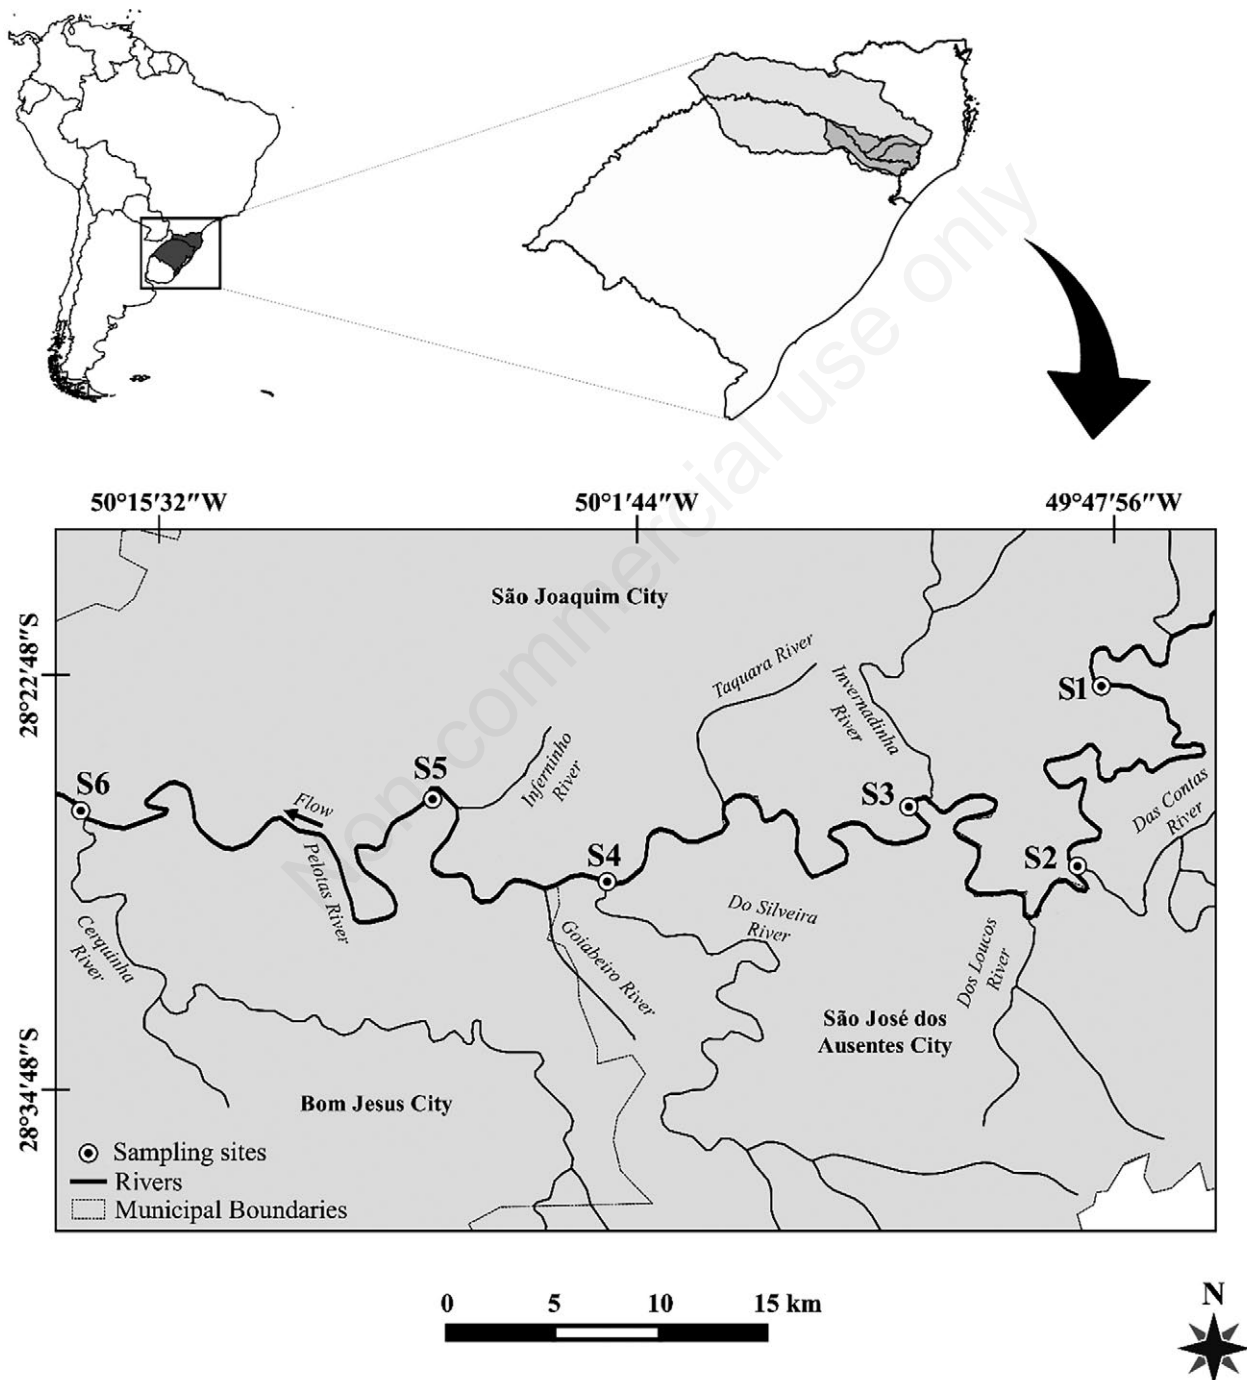 Non-commercial use only
50°15′32″W
50°1′44″W
49°47′56″W
28°22′48″S
28°34′48″S
São Joaquim City
Taquara River
Invernadinha
River
S1
S6
S5
S3
Inferninho
River
Flow
Das Contas
River
S4
S2
Pelotas River
Do Silveira
River
Cerquinha
River
Goiabeiro River
Dos Loucos
River
São José dos
Ausentes City
Bom Jesus City
Sampling sites
Rivers
Municipal Boundaries
0 5 10 15 km
N